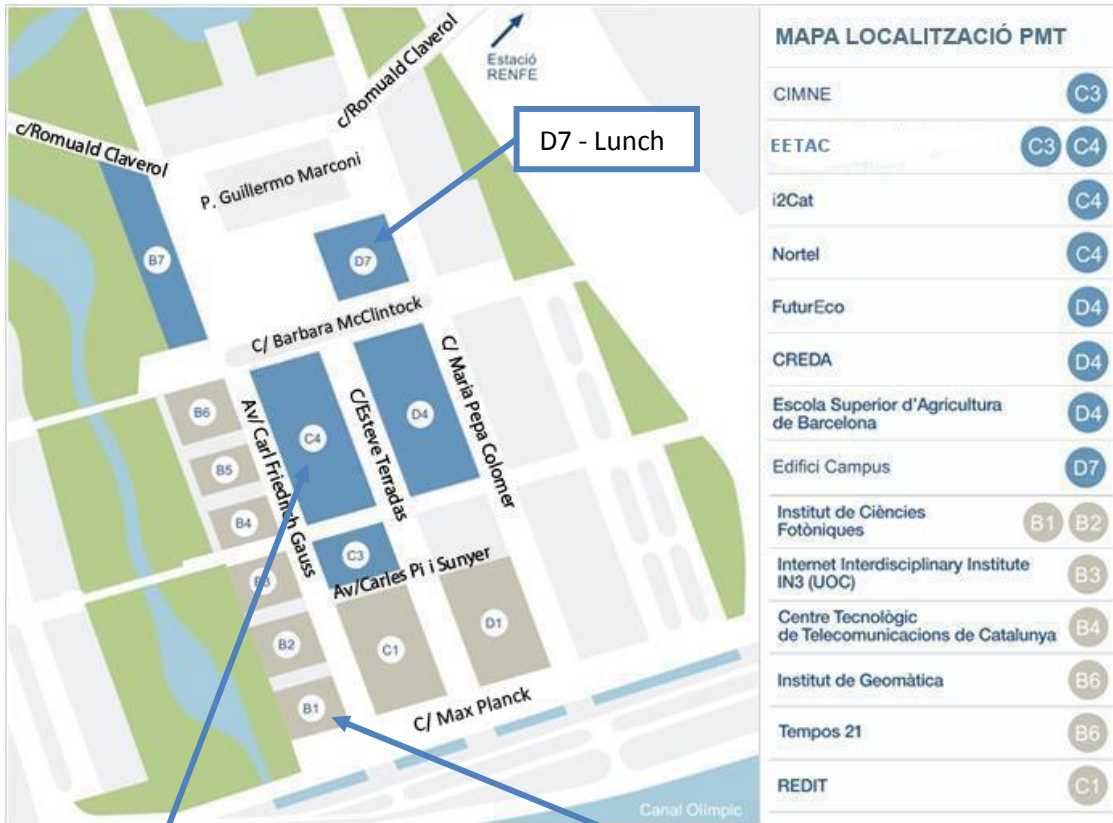 Estació
RENFE
c/Romuald Claverol
c/Romuald Claverol
D7 - Lunch
P. Guillermo Marconi
B7
D7
C/ Barbara McClintock
C/ Maria Pepa Colomer
C/Esteve Terradas
Av/ Carl Friedrich Gauss
B6
D4
C4
B5
B4
C3
Av/Carles Pi i Sunyer
B3
B2
C1
D1
B1
C/ Max Planck
Canal Olímpic
MAPA LOCALITZACIÓ PMT
CIMNE C3
EETAC C3 C4
i2Cat C4
Nortel C4
FuturEco D4
CREDA D4
Escola Superior d'Agricultura
de Barcelona D4
Edifici Campus D7
Institut de Ciències
Fotòniques B1 B2
Internet Interdisciplinary Institute
IN3 (UOC) B3
Centre Tecnològic
de Telecomunicacions de Catalunya B4
Institut de Geomàtica B6
Tempos 21 B6
REDIT C1